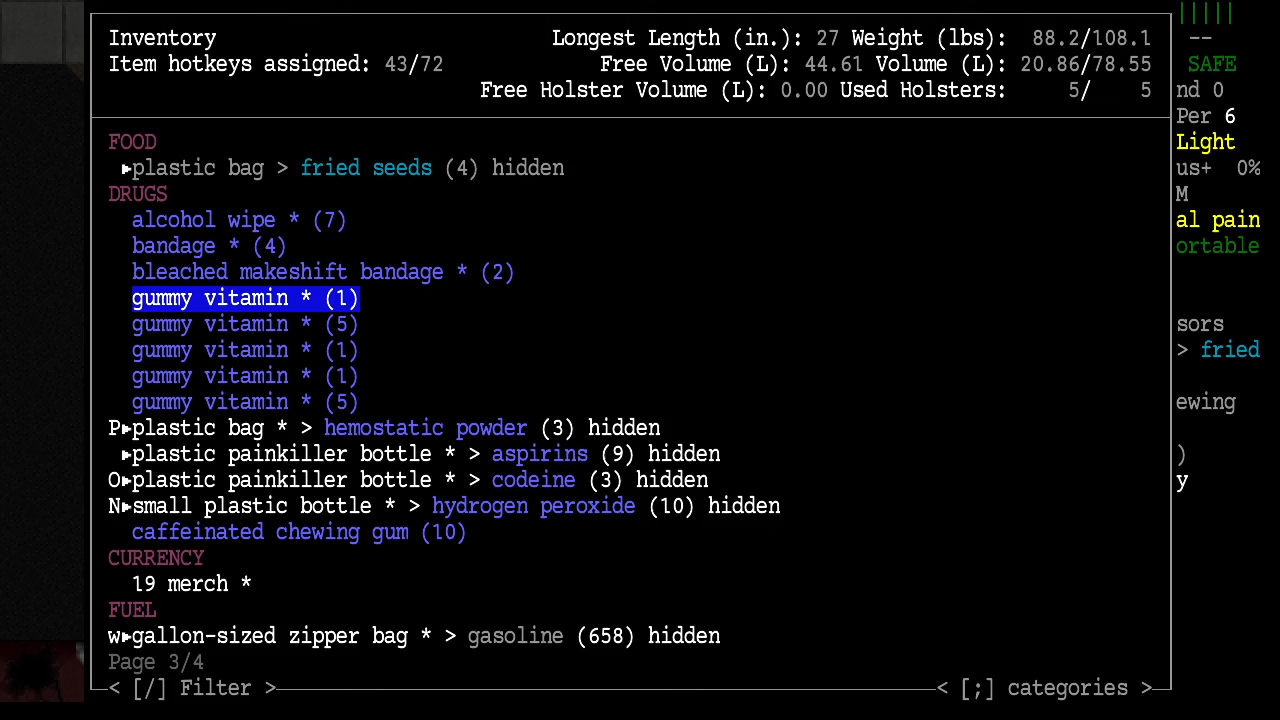 Inventory Longest Length (in.): 27 Weight (lbs): 88.2/108.1
Item hotkeys assigned: 43/72 Free Volume (L): 44.61 Volume (L): 20.86/78.55
Free Holster Volume (L): 0.00 Used Holsters: 5/ 5
FOOD
plastic bag > fried seeds (4) hidden
DRUGS
alcohol wipe * (7)
bandage * (4)
bleached makeshift bandage * (2)
gummy vitamin * (1)
gummy vitamin * (5)
gummy vitamin * (1)
gummy vitamin * (1)
gummy vitamin * (5)
P plastic bag * > hemostatic powder (3) hidden
plastic painkiller bottle * > aspirins (9) hidden
O plastic painkiller bottle * > codeine (3) hidden
N small plastic bottle * > hydrogen peroxide (10) hidden
caffeinated chewing gum (10)
CURRENCY
19 merch *
FUEL
w gallon-sized zipper bag * > gasoline (658) hidden
Page 3/4
< [/] Filter > < [;] categories >
|||||
--
SAFE
nd 0
Per 6
Light
us+ 0%
M
al pain
ortable
sors
> fried
ewing
)
y